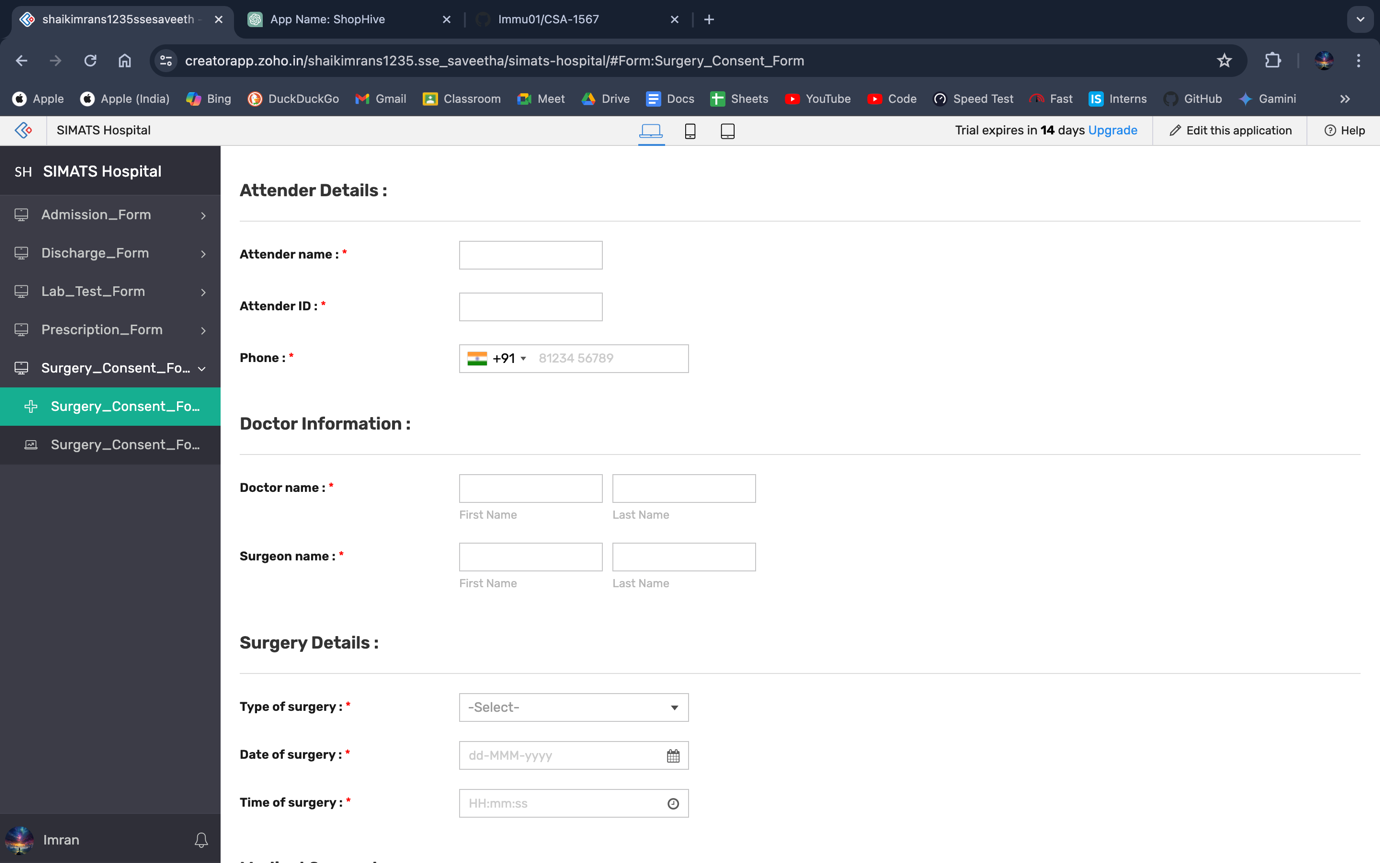 shaikimrans1235ssesaveeth
App Name: ShopHive
Immu01/CSA-1567
creatorapp.zoho.in/shaikimrans1235.sse_saveetha/simats-hospital/#Form:Surgery_Consent_Form
Apple Apple (India) Bing DuckDuckGo Gmail Classroom Meet Drive Docs Sheets YouTube Code Speed Test Fast IS Interns GitHub Gamini
SIMATS Hospital
Trial expires in 14 days Upgrade
Edit this application
Help
SH SIMATS Hospital
Admission_Form
Discharge_Form
Lab_Test_Form
Prescription_Form
Surgery_Consent_Fo...
Surgery_Consent_Fo...
Surgery_Consent_Fo...
Imran
Attender Details :
Attender name : *
Attender ID : *
Phone : * +91 81234 56789
Doctor Information :
Doctor name : *
First Name Last Name
Surgeon name : *
First Name Last Name
Surgery Details :
Type of surgery : * -Select-
Date of surgery : * dd-MMM-yyyy
Time of surgery : * HH:mm:ss